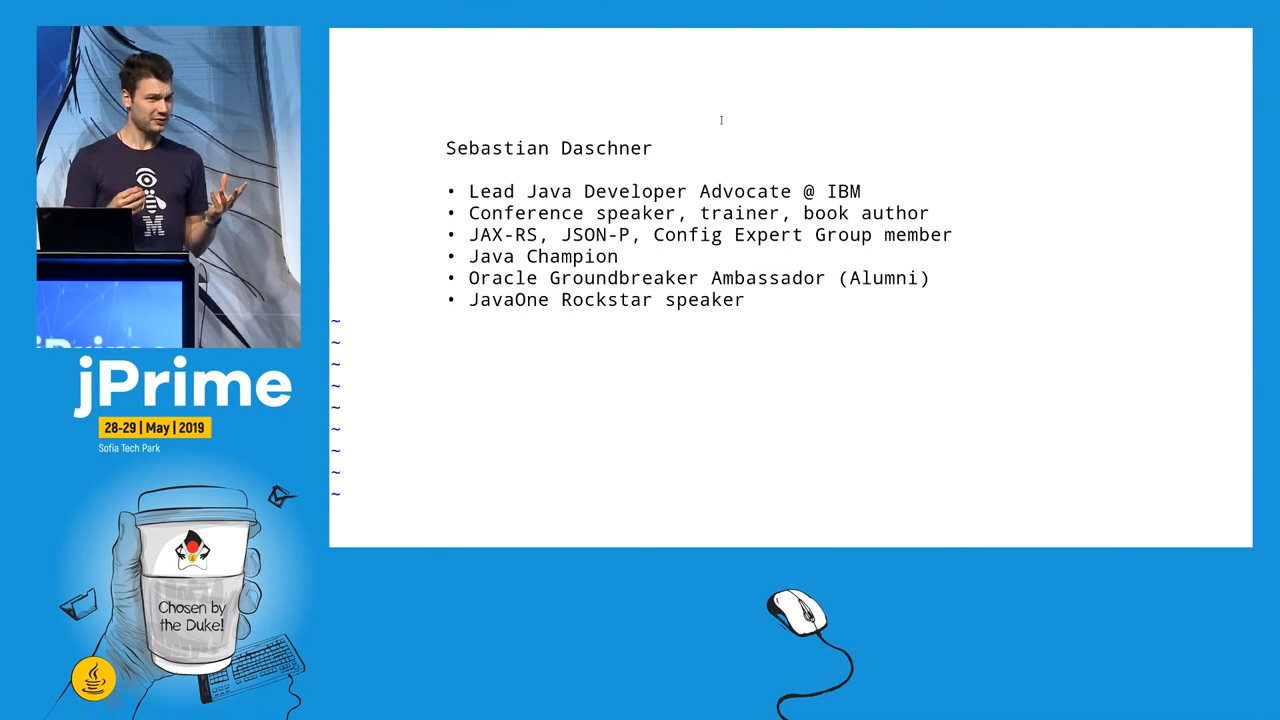 Sebastian Daschner
• Lead Java Developer Advocate @ IBM
• Conference speaker, trainer, book author
• JAX-RS, JSON-P, Config Expert Group member
• Java Champion
• Oracle Groundbreaker Ambassador (Alumni)
• JavaOne Rockstar speaker
~
~
~
~
~
~
~
~
~
M
jPrime
jPrime
28-29 | May | 2019
Sofia Tech Park
Chosen by
the Duke!